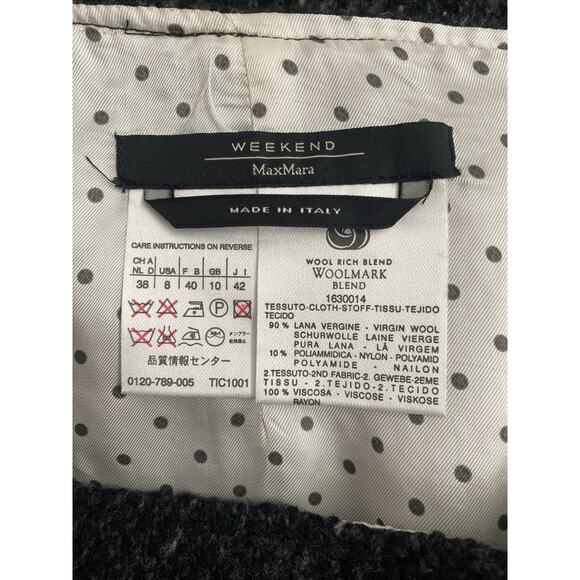 WEEKEND
MaxMara
MADE IN ITALY
CARE INSTRUCTIONS ON REVERSE
CH A NL D USA F B GB J I
38 8 40 10 42
品質情報センター
0120-789-005 TIC1001
WOOL RICH BLEND
WOOLMARK
BLEND
1630014
TESSUTO-CLOTH-STOFF-TISSU-TEJIDO
TECIDO
90 % LANA VERGINE - VIRGIN WOOL
SCHURWOLLE LAINE VIERGE
PURA LANA - LÃ VIRGEM
10 % POLIAMMIDICA - NYLON - POLYAMID
POLYAMIDE - NAILON
2.TESSUTO-2ND FABRIC-2. GEWEBE-2EME
TISSU - 2.TEJIDO-2.TECIDO
100 % VISCOSA - VISCOSE - VISKOSE
RAYON